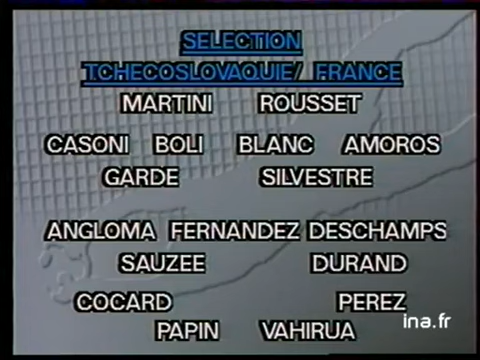 SELECTION
TCHECOSLOVAQUIE/ FRANCE
MARTINI ROUSSET
CASONI BOLI BLANC AMOROS
GARDE SILVESTRE
ANGLOMA FERNANDEZ DESCHAMPS
SAUZEE DURAND
COCARD PEREZ
PAPIN VAHIRUA
ina.fr